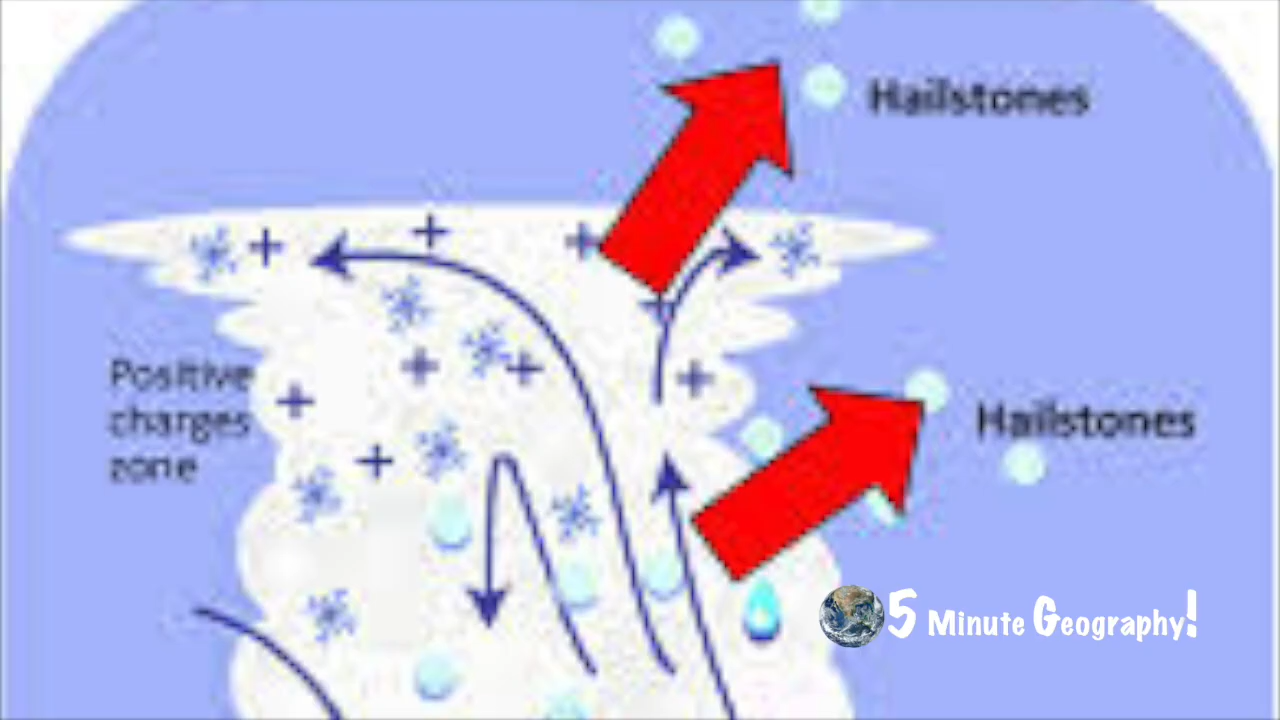 Hailstones
Positive
charges
zone
Hailstones
5 Minute Geography!